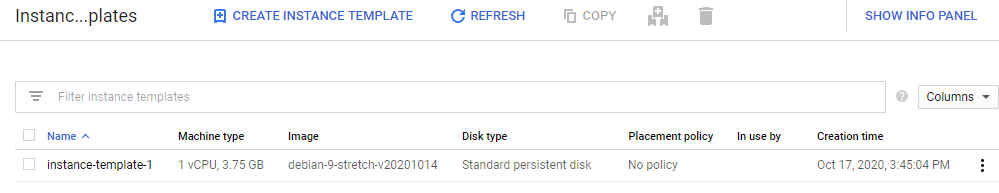 Instanc...plates CREATE INSTANCE TEMPLATE REFRESH COPY SHOW INFO PANEL
Filter instance templates Columns
Name Machine type Image Disk type Placement policy In use by Creation time
instance-template-1 1 vCPU, 3.75 GB debian-9-stretch-v20201014 Standard persistent disk No policy Oct 17, 2020, 3:45:04 PM